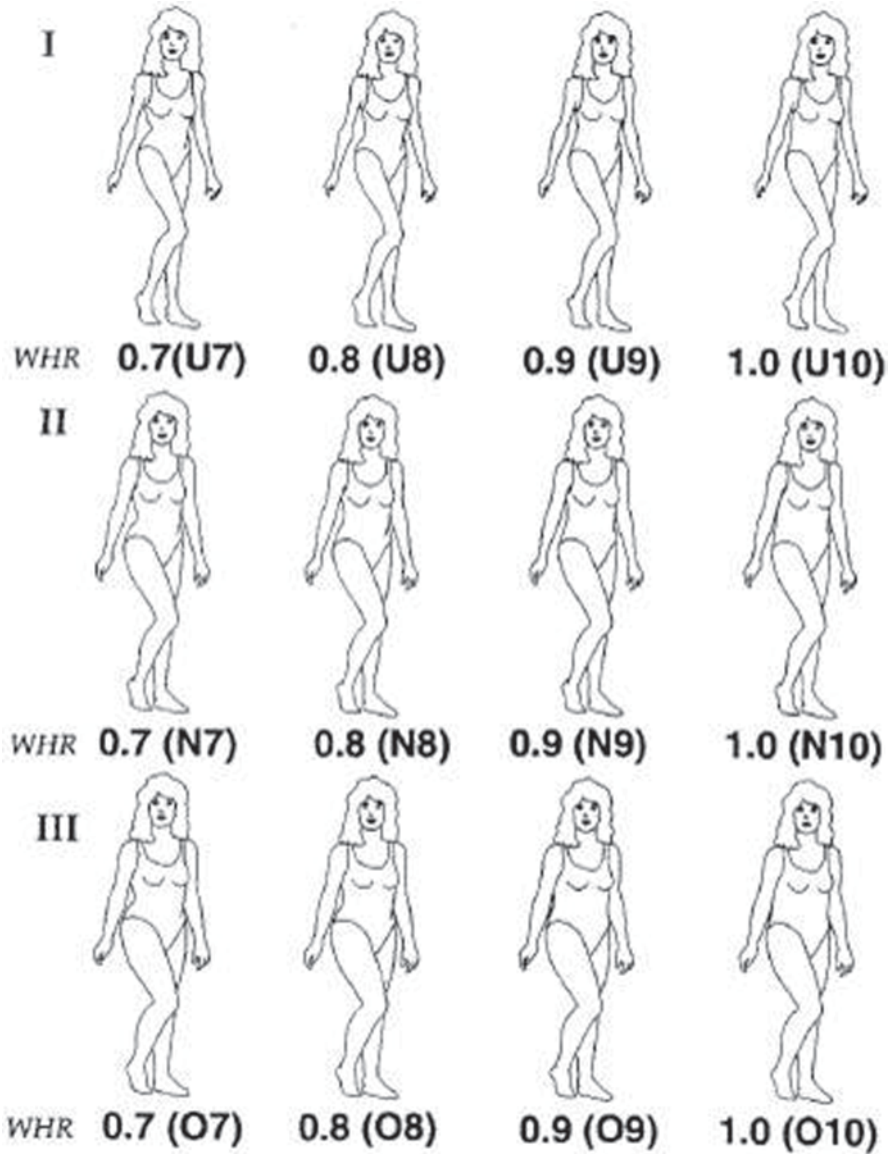 I
WHR 0.7(U7) 0.8 (U8) 0.9 (U9) 1.0 (U10)
II
WHR 0.7 (N7) 0.8 (N8) 0.9 (N9) 1.0 (N10)
III
WHR 0.7 (O7) 0.8 (O8) 0.9 (O9) 1.0 (O10)